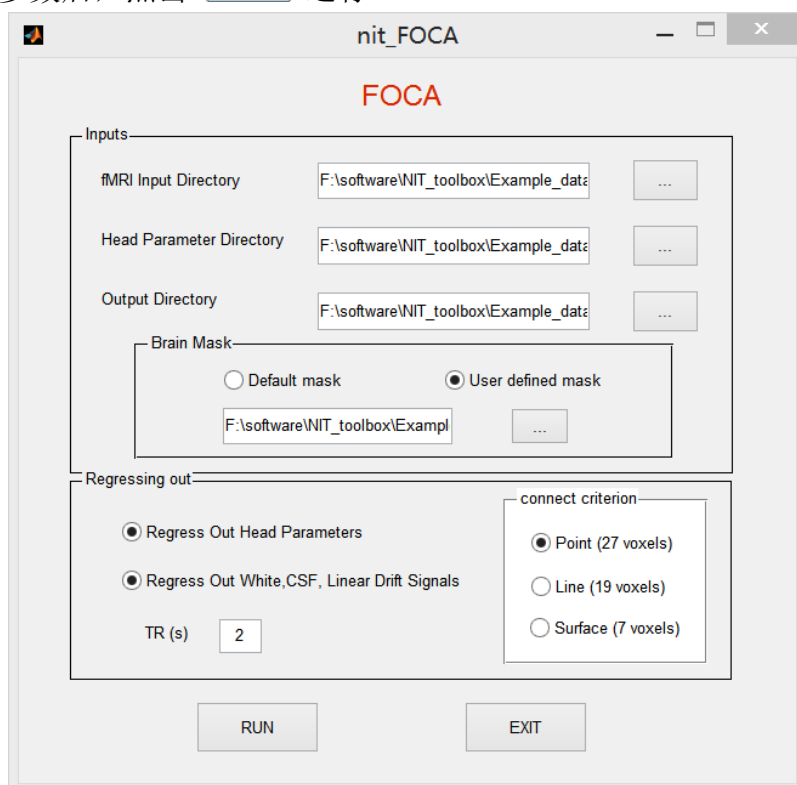 nit_FOCA
FOCA
Inputs
fMRI Input Directory
F:\software\NIT_toolbox\Example_data
...
Head Parameter Directory
F:\software\NIT_toolbox\Example_data
...
Output Directory
F:\software\NIT_toolbox\Example_data
...
Brain Mask
Default mask
User defined mask
F:\software\NIT_toolbox\Exampl
...
Regressing out
connect criterion
Regress Out Head Parameters
Point (27 voxels)
Regress Out White,CSF, Linear Drift Signals
Line (19 voxels)
TR (s)
2
Surface (7 voxels)
RUN
EXIT